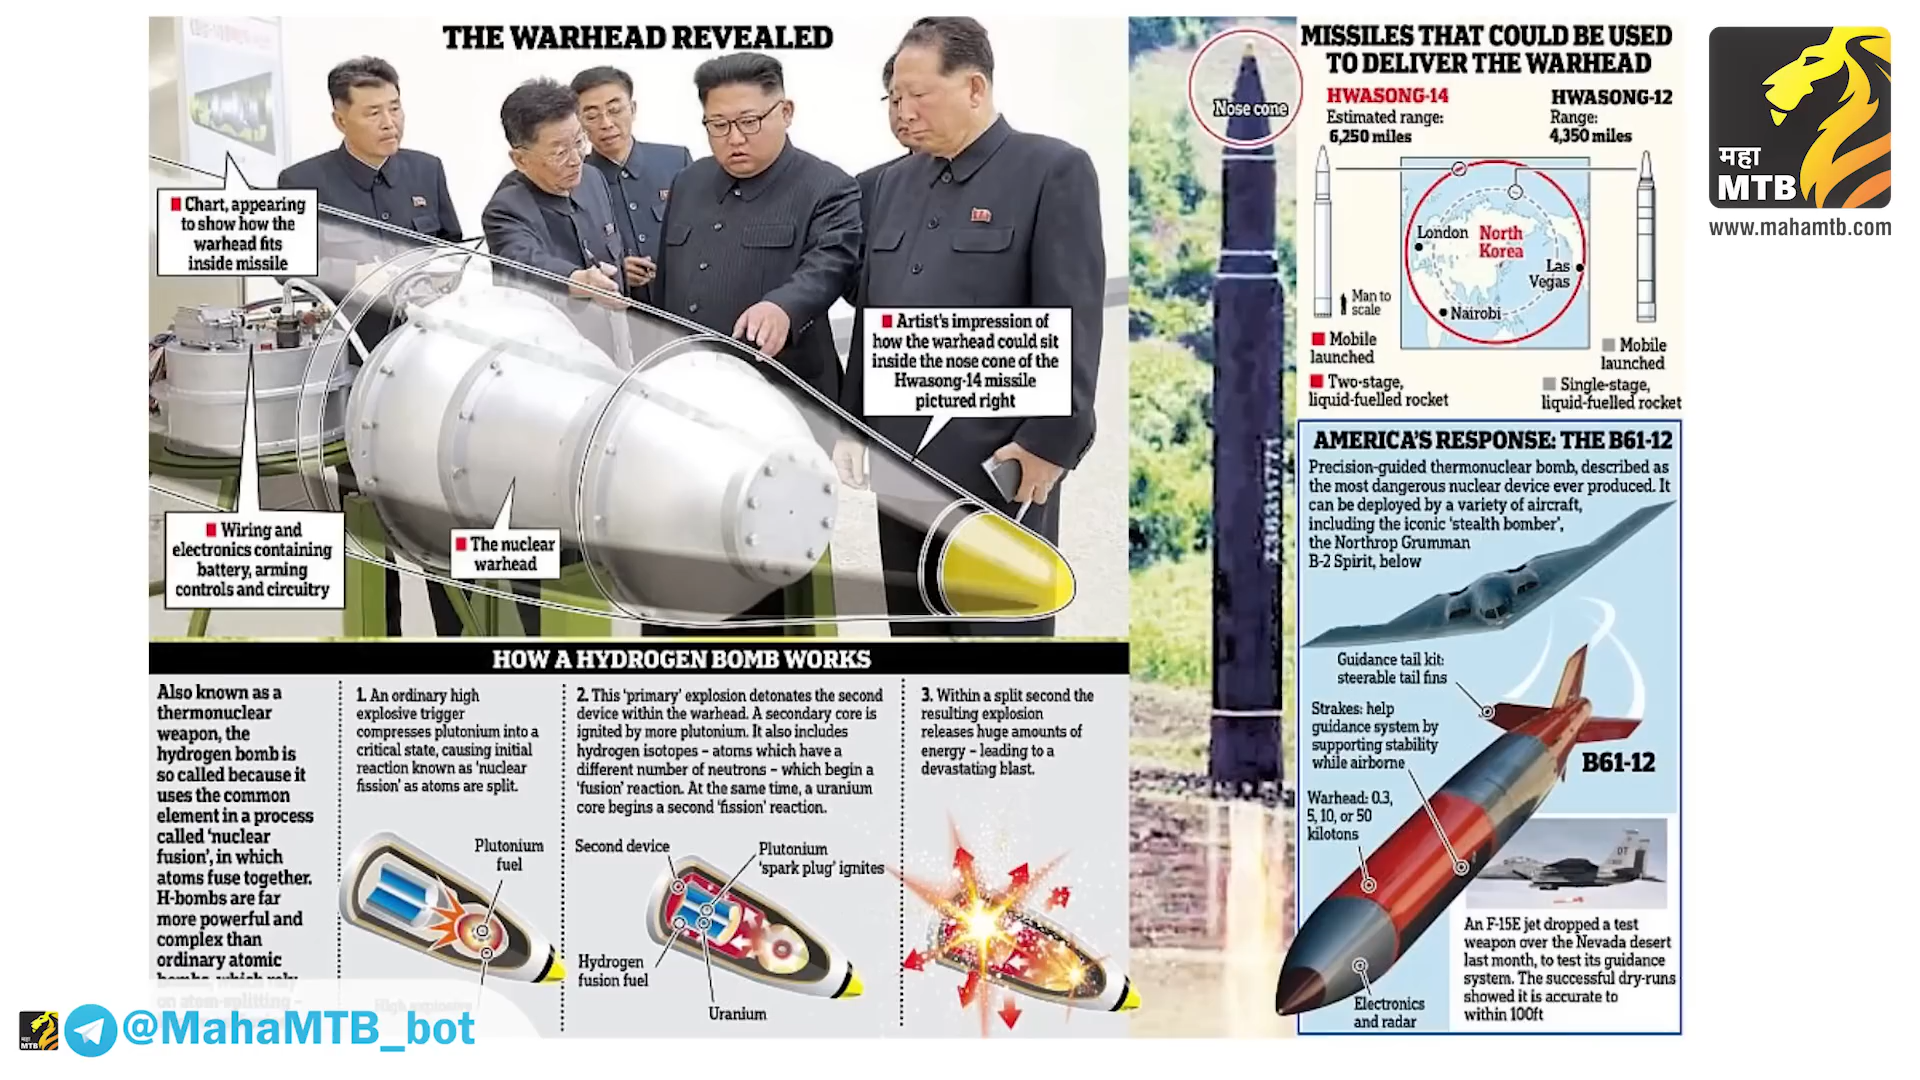 THE WARHEAD REVEALED
Chart, appearing
to show how the
warhead fits
inside missile
Artist's impression of
how the warhead could sit
inside the nose cone of the
Hwasong-14 missile
pictured right
Wiring and
electronics containing
battery, arming
controls and circuitry
The nuclear
warhead
Nose cone
MISSILES THAT COULD BE USED
TO DELIVER THE WARHEAD
HWASONG-14
Estimated range:
6,250 miles
HWASONG-12
Range:
4,350 miles
London
North
Korea
Las
Vegas
Nairobi
Man to
scale
Mobile
launched
Two-stage,
liquid-fuelled rocket
Mobile
launched
Single-stage,
liquid-fuelled rocket
HOW A HYDROGEN BOMB WORKS
Also known as a
thermonuclear
weapon, the
hydrogen bomb is
so called because it
uses the common
element in a process
called 'nuclear
fusion', in which
atoms fuse together.
H-bombs are far
more powerful and
complex than
ordinary atomic
bombs, which rely
on atom-splitting –
1. An ordinary high
explosive trigger
compresses plutonium into a
critical state, causing initial
reaction known as 'nuclear
fission' as atoms are split.
Plutonium
fuel
High explosive
2. This 'primary' explosion detonates the second
device within the warhead. A secondary core is
ignited by more plutonium. It also includes
hydrogen isotopes – atoms which have a
different number of neutrons – which begin a
'fusion' reaction. At the same time, a uranium
core begins a second 'fission' reaction.
Second device
Plutonium
'spark plug' ignites
Hydrogen
fusion fuel
Uranium
3. Within a split second the
resulting explosion
releases huge amounts of
energy – leading to a
devastating blast.
AMERICA'S RESPONSE: THE B61-12
Precision-guided thermonuclear bomb, described as
the most dangerous nuclear device ever produced. It
can be deployed by a variety of aircraft,
including the iconic 'stealth bomber',
the Northrop Grumman
B-2 Spirit, below
Guidance tail kit:
steerable tail fins
Strakes: help
guidance system by
supporting stability
while airborne
B61-12
Warhead: 0.3,
5, 10, or 50
kilotons
Electronics
and radar
An F-15E jet dropped a test
weapon over the Nevada desert
last month, to test its guidance
system. The successful dry-runs
showed it is accurate to
within 100ft
महा
MTB
www.mahamtb.com
महा
MTB
@MahaMTB_bot